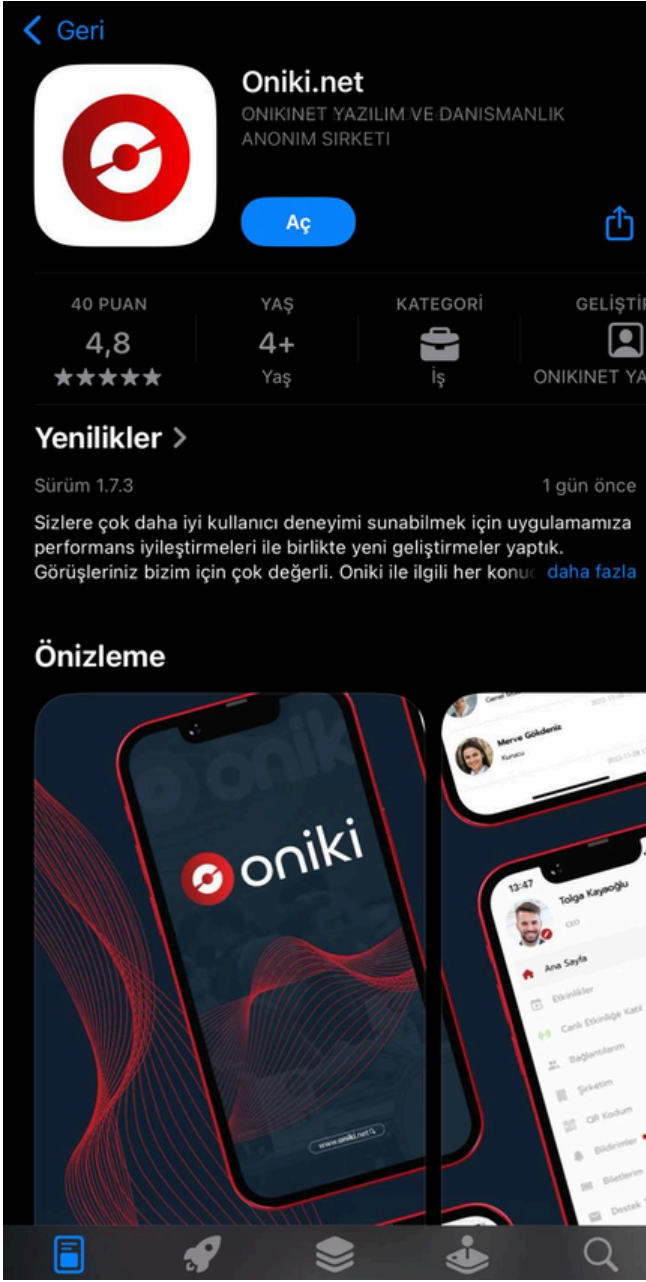 Geri
Oniki.net
ONIKINET YAZILIM VE DANISMANLIK
ANONIM SIRKETI
Aç
40 PUAN
YAŞ
KATEGORİ
GELİŞTİR
4,8
4+
Yaş
İş
ONIKINET YA
Yenilikler
Sürüm 1.7.3
1 gün önce
Sizlere çok daha iyi kullanıcı deneyimi sunabilmek için uygulamamıza
performans iyileştirmeleri ile birlikte yeni geliştirmeler yaptık.
Görüşleriniz bizim için çok değerli. Oniki ile ilgili her konu daha fazla
Önizleme
onik
oniki
www.oniki.net
Merve Gökdeniz
Kurucu
13:47
Tolga Kayaoğlu
CEO
Ana Sayfa
Etkinlikler
Canlı Etkinliğe Katıl
Bağlantılarım
Şirketim
QR Kodum
Bildirimler
Biletlerim
Destek